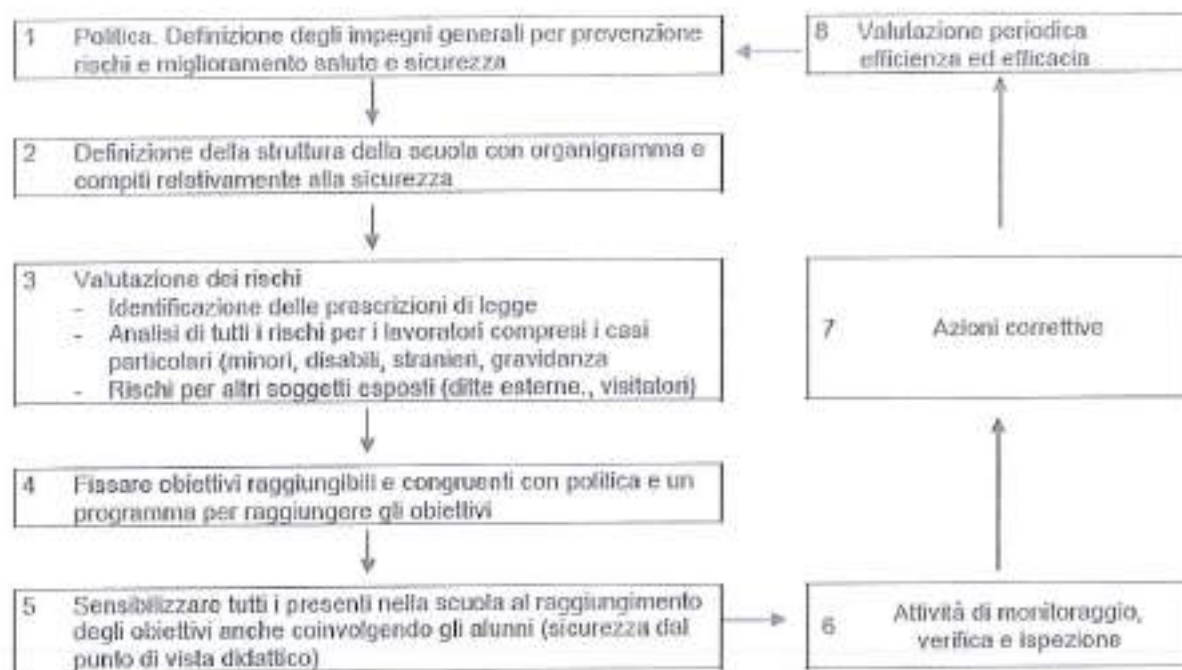 1 Politica. Definizione degli impegni generali per prevenzione
rischi e miglioramento salute e sicurezza
2 Definizione della struttura della scuola con organigramma e
compiti relativamente alla sicurezza
3 Valutazione dei rischi
- Identificazione delle prescrizioni di legge
- Analisi di tutti i rischi per i lavoratori compresi i casi
particolari (minori, disabili, stranieri, gravidanza
- Rischi per altri soggetti esposti (ditte esterne., visitatori)
4 Fissare obiettivi raggiungibili e congruenti con politica e un
programma per raggiungere gli obiettivi
5 Sensibilizzare tutti i presenti nella scuola al raggiungimento
degli obiettivi anche coinvolgendo gli alunni (sicurezza dal
punto di vista didattico)
6 Attività di monitoraggio,
verifica e ispezione
7 Azioni correttive
8 Valutazione periodica
efficienza ed efficacia